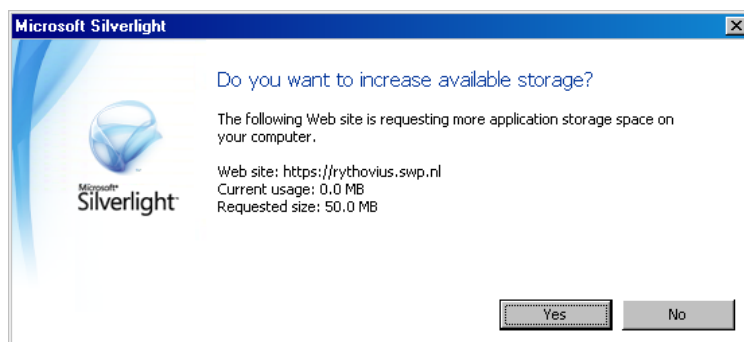 Microsoft Silverlight
Do you want to increase available storage?
The following Web site is requesting more application storage space on
your computer.
Web site: https://rythovius.swp.nl
Current usage: 0.0 MB
Requested size: 50.0 MB
Microsoft®
Silverlight™
Yes
No